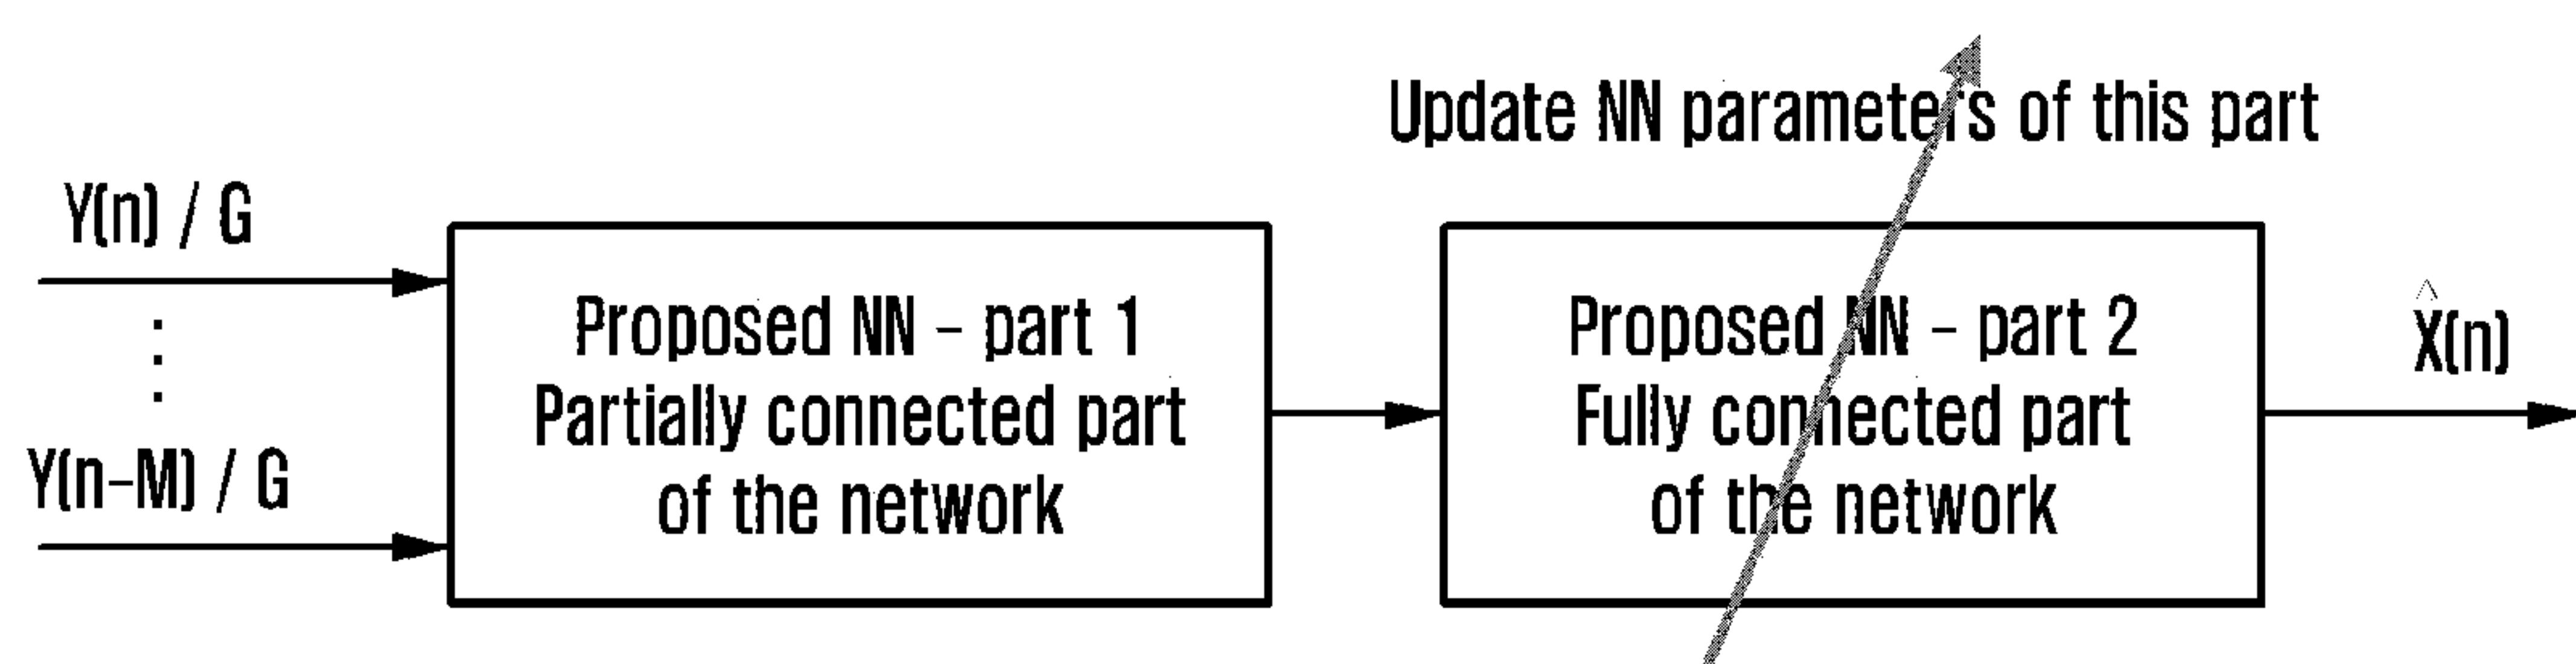 Update NN parameters of this part
Y(n) / G
⋮
Y(n-M) / G
Proposed NN - part 1
Partially connected part
of the network
Proposed NN - part 2
Fully connected part
of the network
X̂(n)